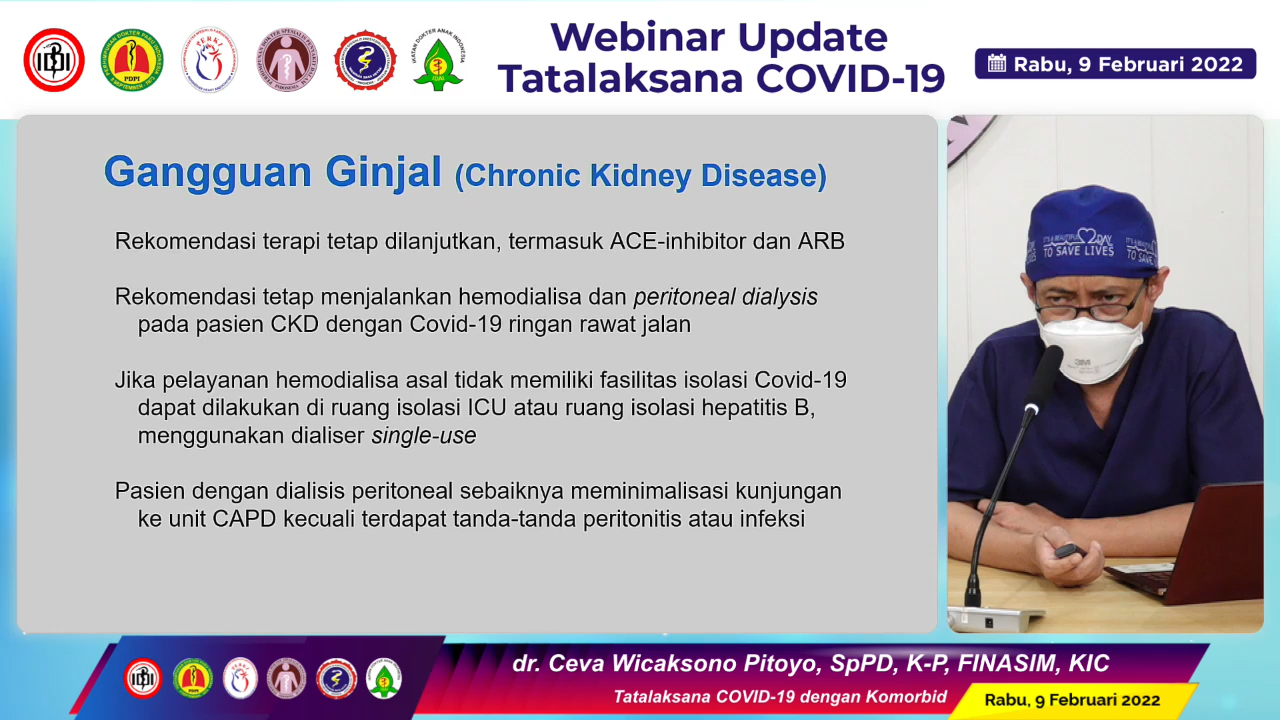 Webinar Update
Tatalaksana COVID-19
Rabu, 9 Februari 2022
Gangguan Ginjal (Chronic Kidney Disease)
Rekomendasi terapi tetap dilanjutkan, termasuk ACE-inhibitor dan ARB
Rekomendasi tetap menjalankan hemodialisa dan peritoneal dialysis
pada pasien CKD dengan Covid-19 ringan rawat jalan
Jika pelayanan hemodialisa asal tidak memiliki fasilitas isolasi Covid-19
dapat dilakukan di ruang isolasi ICU atau ruang isolasi hepatitis B,
menggunakan dialiser single-use
Pasien dengan dialisis peritoneal sebaiknya meminimalisasi kunjungan
ke unit CAPD kecuali terdapat tanda-tanda peritonitis atau infeksi
IT'S A BEAUTIFUL DAY
TO SAVE LIVES
3M
dr. Ceva Wicaksono Pitoyo, SpPD, K-P, FINASIM, KIC
Tatalaksana COVID-19 dengan Komorbid
Rabu, 9 Februari 2022